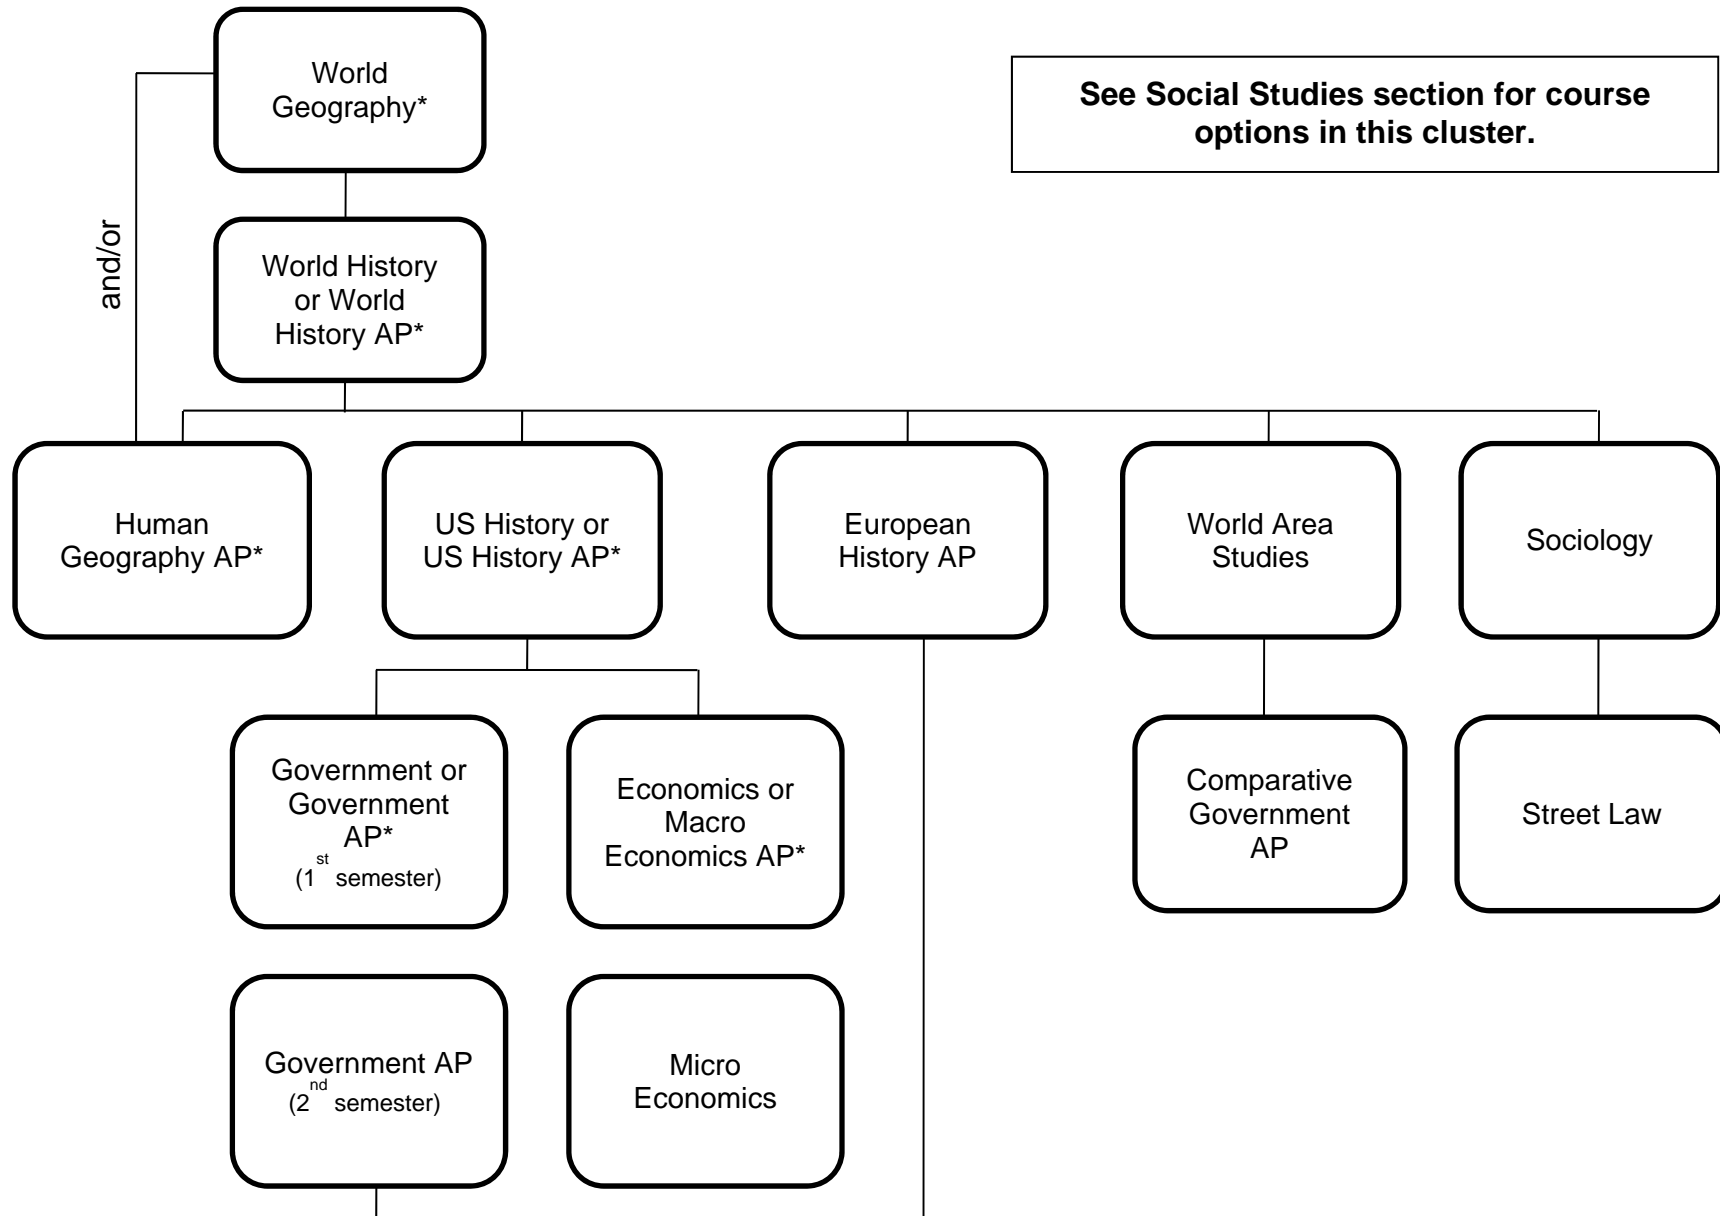 World
Geography*
See Social Studies section for course
options in this cluster.
and/or
World History
or World
History AP*
Human
Geography AP*
US History or
US History AP*
European
History AP
World Area
Studies
Sociology
Government or
Government
AP*
(1st semester)
Economics or
Macro
Economics AP*
Comparative
Government
AP
Street Law
Government AP
(2nd semester)
Micro
Economics